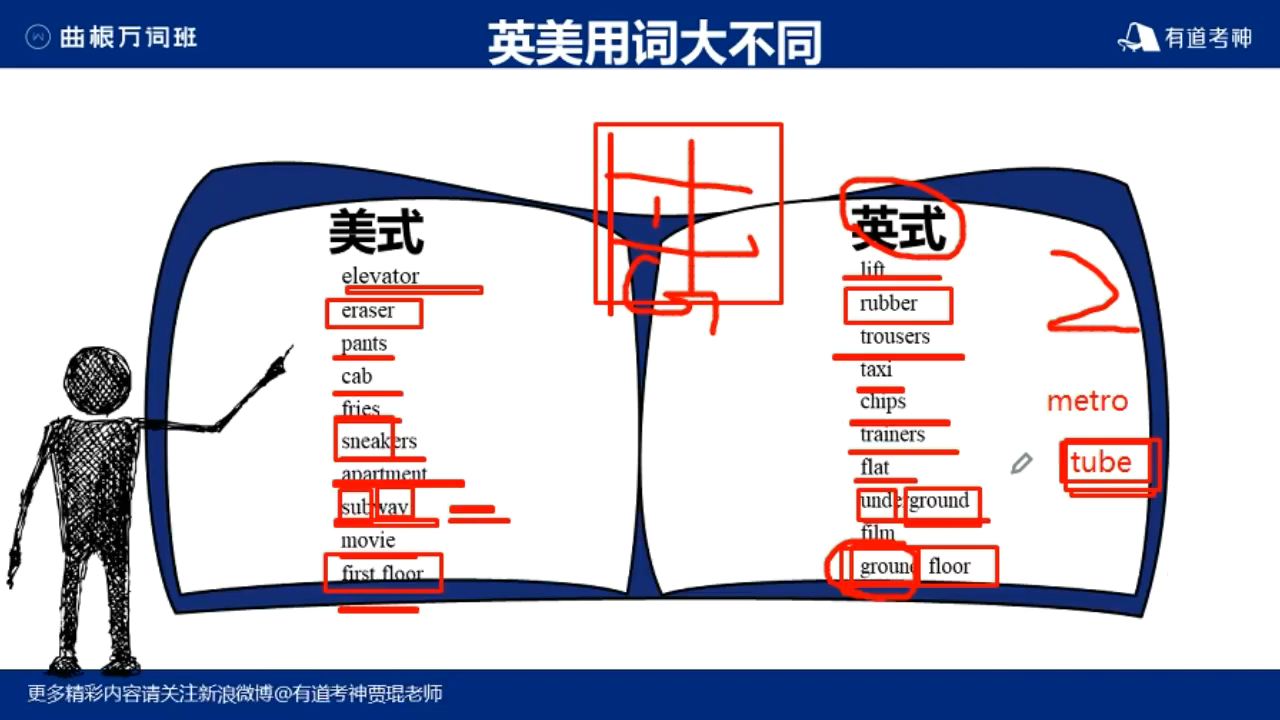 曲根万词班
英美用词大不同
有道考神
美式
elevator
eraser
pants
cab
fries
sneakers
apartment
subway
movie
first floor
英式
lift
rubber
trousers
taxi
chips
trainers
flat
underground
film
ground floor
2
metro
tube
更多精彩内容请关注新浪微博@有道考神贾琨老师